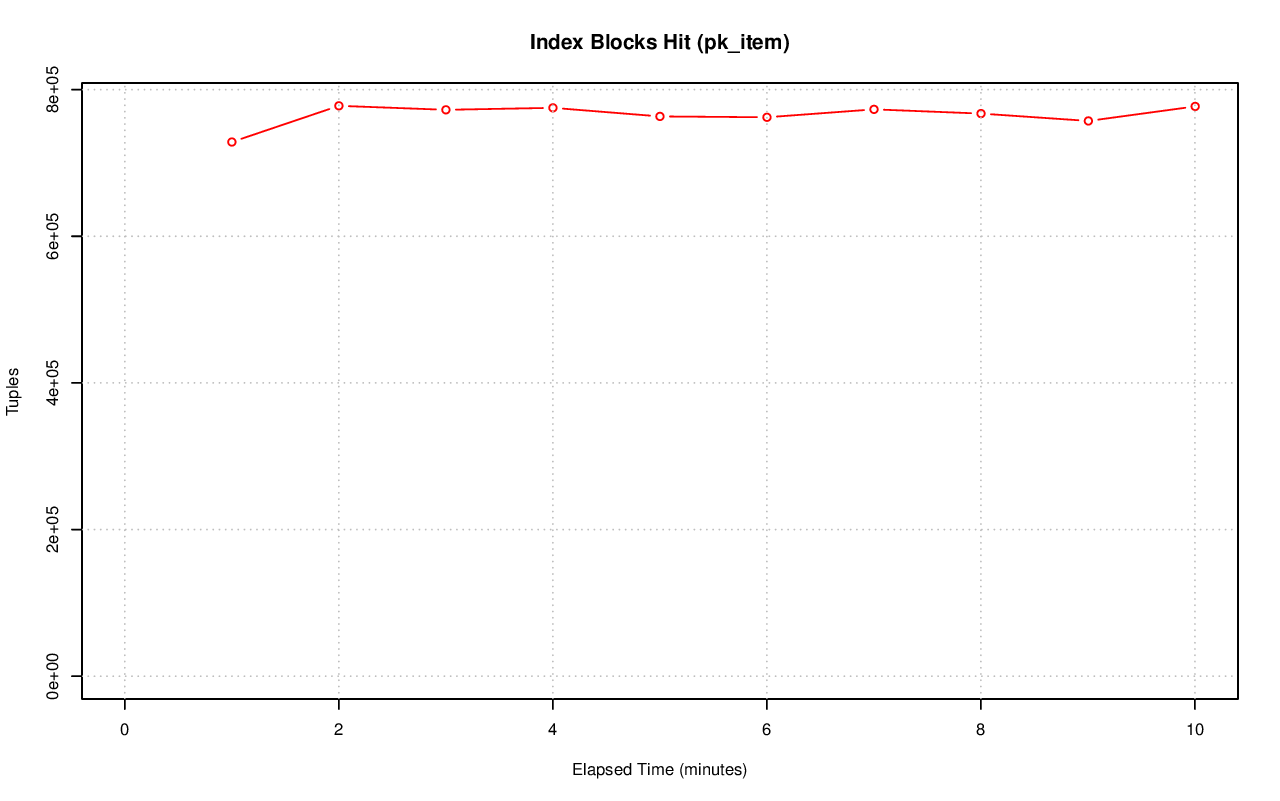 Index Blocks Hit (pk_item)
8e+05
6e+05
4e+05
2e+05
0e+00
Tuples
0 2 4 6 8 10
Elapsed Time (minutes)